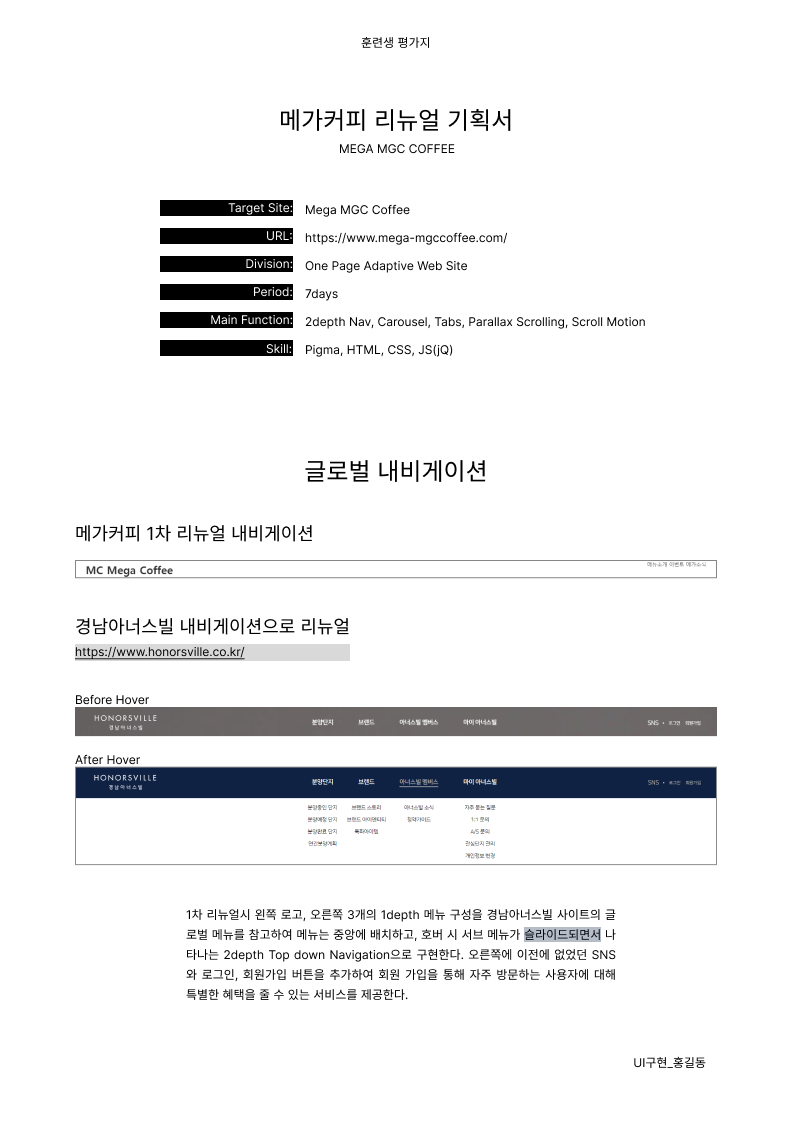 훈련생 평가지
메가커피 리뉴얼 기획서
MEGA MGC COFFEE
Target Site: Mega MGC Coffee
URL: https://www.mega-mgccoffee.com/
Division: One Page Adaptive Web Site
Period: 7days
Main Function: 2depth Nav, Carousel, Tabs, Parallax Scrolling, Scroll Motion
Skill: Pigma, HTML, CSS, JS(jQ)
글로벌 내비게이션
메가커피 1차 리뉴얼 내비게이션
MC Mega Coffee 메뉴소개 이벤트 메가소식
경남아너스빌 내비게이션으로 리뉴얼
https://www.honorsville.co.kr/
Before Hover
HONORSVILLE
경남아너스빌
분양단지 브랜드 아너스빌 멤버스 마이 아너스빌 SNS • 로그인 회원가입
After Hover
HONORSVILLE
경남아너스빌
분양단지 브랜드 아너스빌 멤버스 마이 아너스빌 SNS • 로그인 회원가입
분양중인 단지 브랜드 스토리 아너스빌 소식 자주 묻는 질문
분양예정 단지 브랜드 아이덴티티 청약가이드 1:1 문의
분양완료 단지 특화아이템 A/S 문의
연간분양계획 관심단지 관리
개인정보 변경
1차 리뉴얼시 왼쪽 로고, 오른쪽 3개의 1depth 메뉴 구성을 경남아너스빌 사이트의 글
로벌 메뉴를 참고하여 메뉴는 중앙에 배치하고, 호버 시 서브 메뉴가 슬라이드되면서 나
타나는 2depth Top down Navigation으로 구현한다. 오른쪽에 이전에 없었던 SNS
와 로그인, 회원가입 버튼을 추가하여 회원 가입을 통해 자주 방문하는 사용자에 대해
특별한 혜택을 줄 수 있는 서비스를 제공한다.
UI구현_홍길동